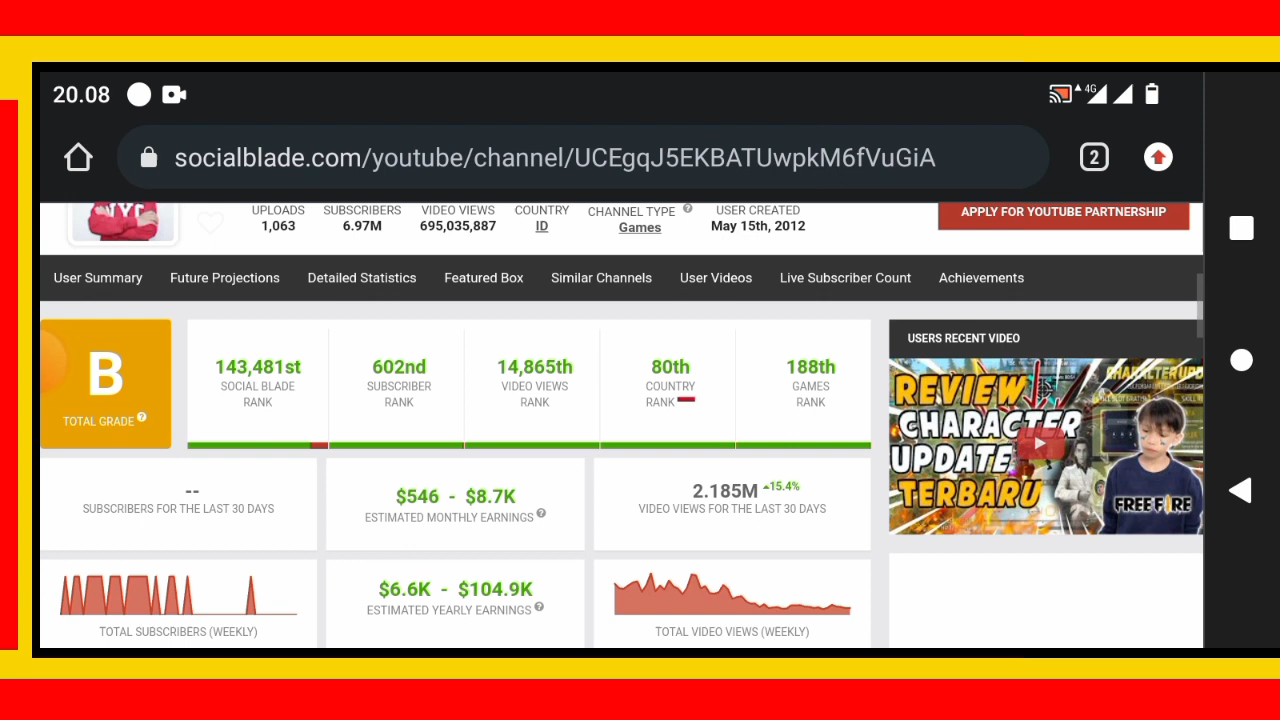 20.08
4G
socialblade.com/youtube/channel/UCEgqJ5EKBATUwpkM6fVuGiA
2
NYC
UPLOADS SUBSCRIBERS VIDEO VIEWS COUNTRY CHANNEL TYPE ? USER CREATED
1,063 6.97M 695,035,887 ID Games May 15th, 2012
APPLY FOR YOUTUBE PARTNERSHIP
User Summary Future Projections Detailed Statistics Featured Box Similar Channels User Videos Live Subscriber Count Achievements
B
TOTAL GRADE ?
143,481st
SOCIAL BLADE
RANK
602nd
SUBSCRIBER
RANK
14,865th
VIDEO VIEWS
RANK
80th
COUNTRY
RANK
188th
GAMES
RANK
USERS RECENT VIDEO
REVIEW
CHARACTER
UPDATE
TERBARU
FREE FIRE
--
SUBSCRIBERS FOR THE LAST 30 DAYS
$546 - $8.7K
ESTIMATED MONTHLY EARNINGS ?
2.185M 15.4%
VIDEO VIEWS FOR THE LAST 30 DAYS
TOTAL SUBSCRIBERS (WEEKLY)
$6.6K - $104.9K
ESTIMATED YEARLY EARNINGS ?
TOTAL VIDEO VIEWS (WEEKLY)